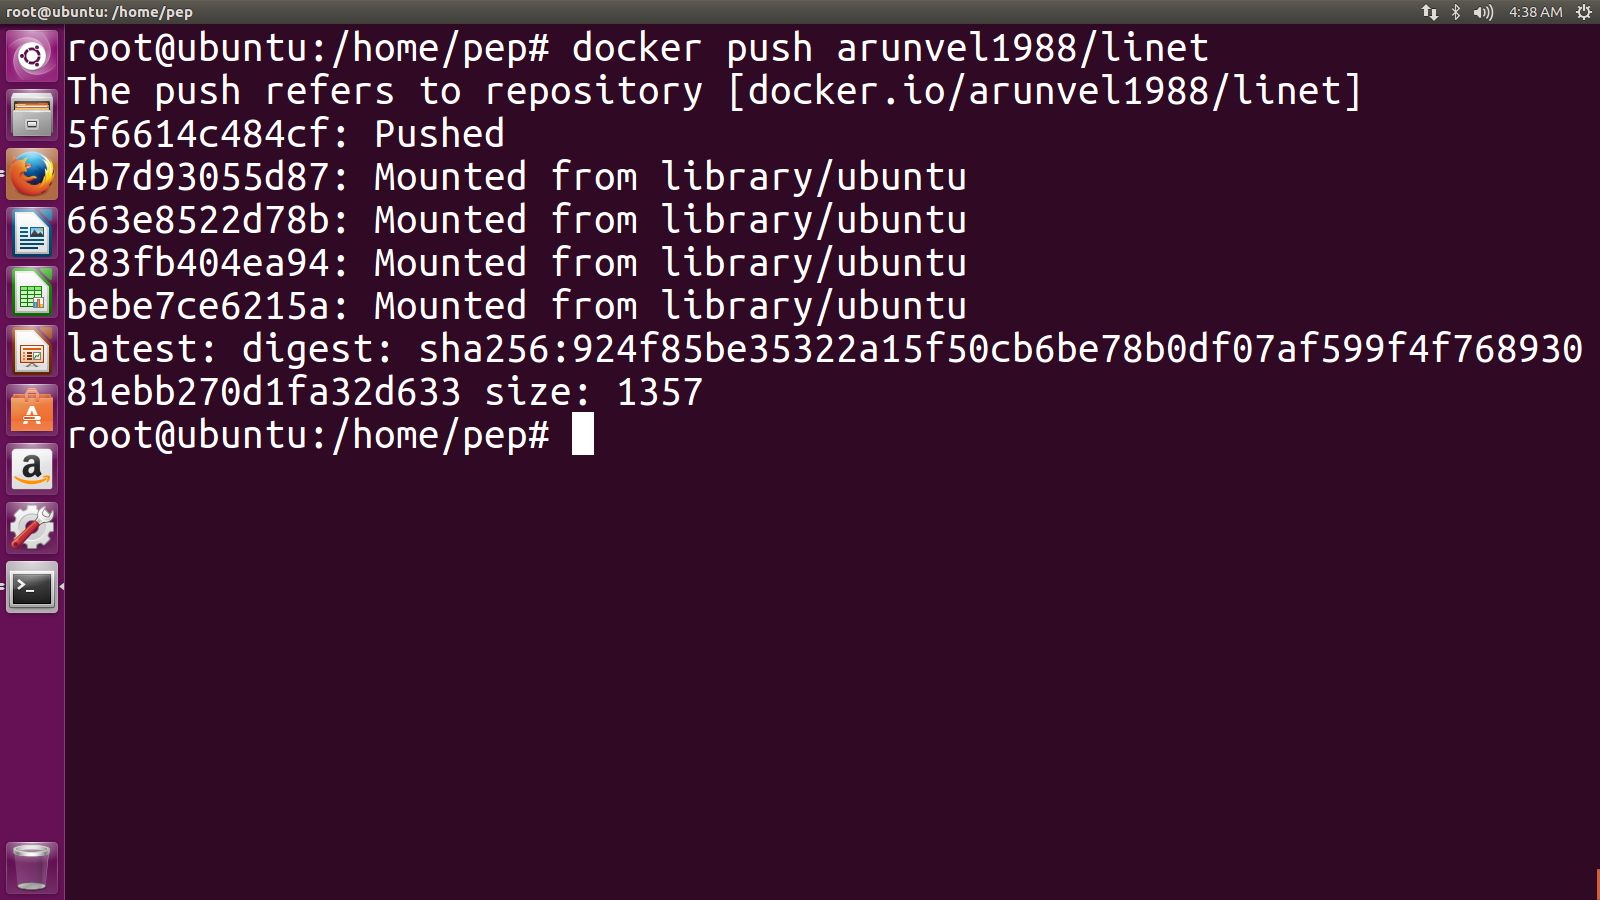 root@ubuntu: /home/pep
4:38 AM
root@ubuntu:/home/pep# docker push arunvel1988/linet
The push refers to repository [docker.io/arunvel1988/linet]
5f6614c484cf: Pushed
4b7d93055d87: Mounted from library/ubuntu
663e8522d78b: Mounted from library/ubuntu
283fb404ea94: Mounted from library/ubuntu
bebe7ce6215a: Mounted from library/ubuntu
latest: digest: sha256:924f85be35322a15f50cb6be78b0df07af599f4f768930
81ebb270d1fa32d633 size: 1357
root@ubuntu:/home/pep#